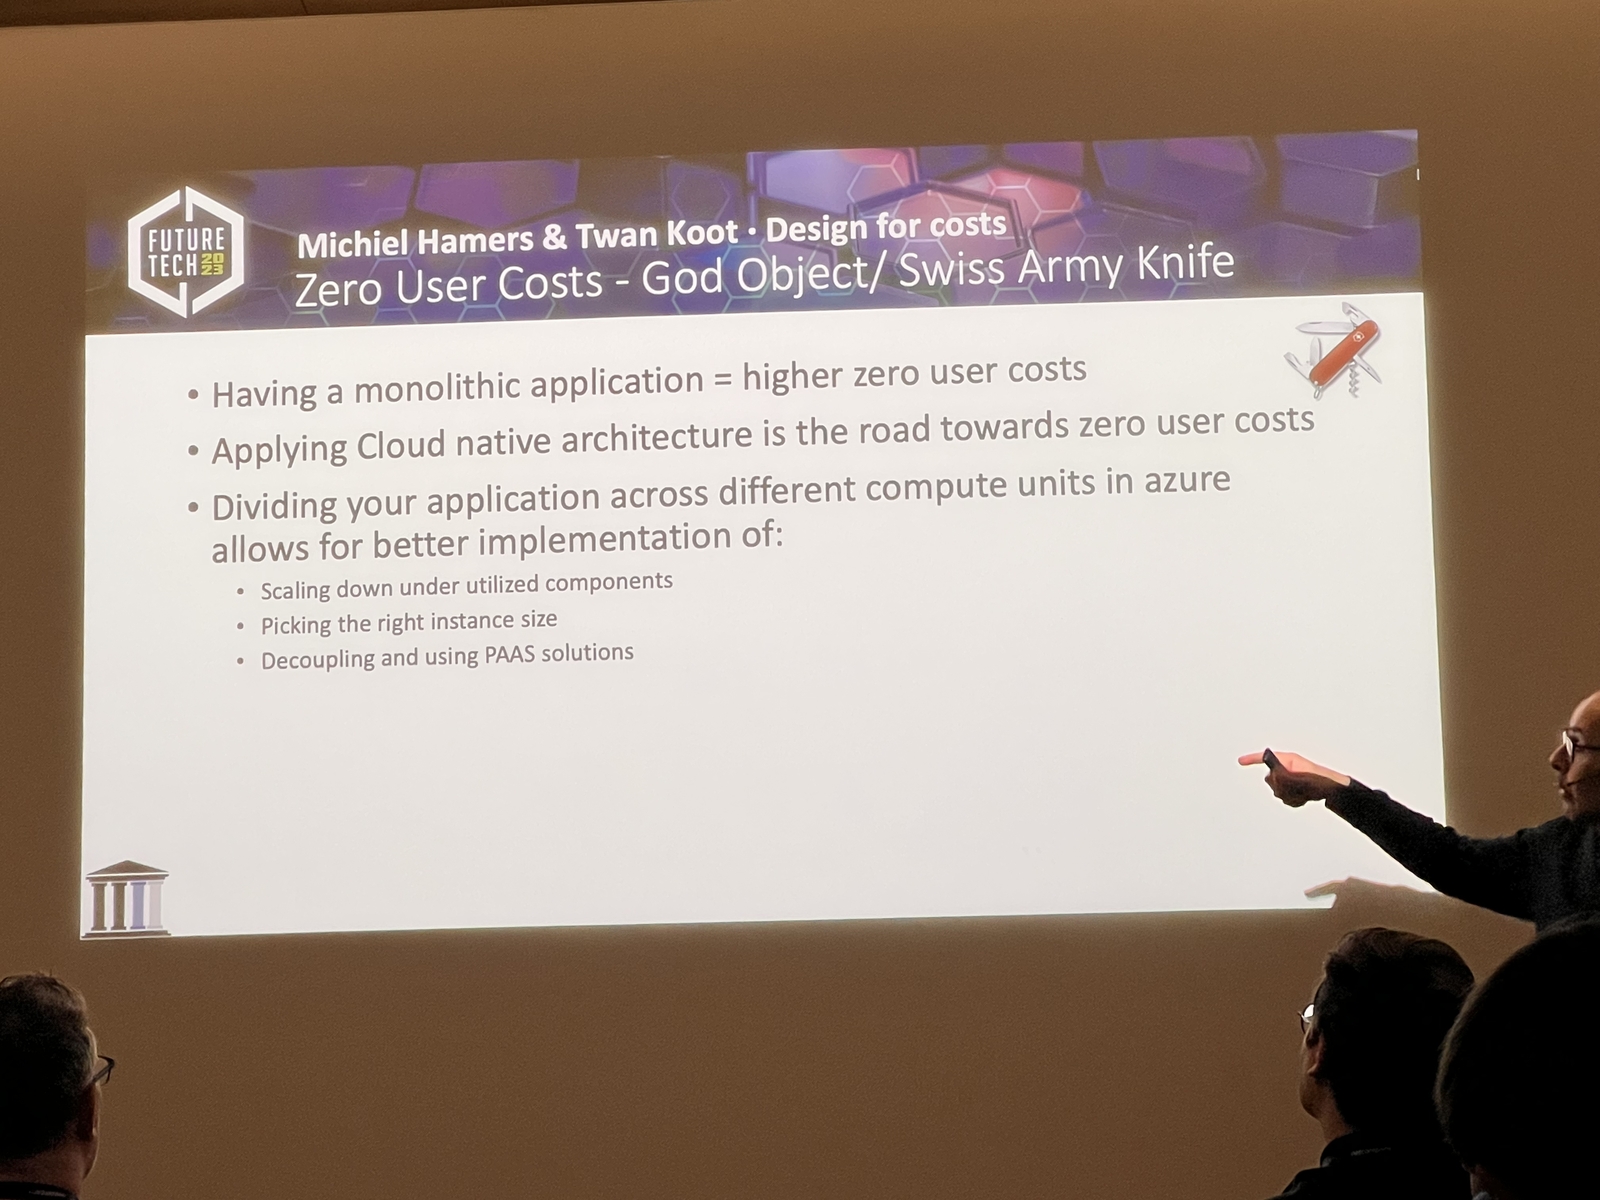 FUTURE
TECH 2023
Michiel Hamers & Twan Koot · Design for costs
Zero User Costs - God Object/ Swiss Army Knife
• Having a monolithic application = higher zero user costs
• Applying Cloud native architecture is the road towards zero user costs
• Dividing your application across different compute units in azure
allows for better implementation of:
• Scaling down under utilized components
• Picking the right instance size
• Decoupling and using PAAS solutions